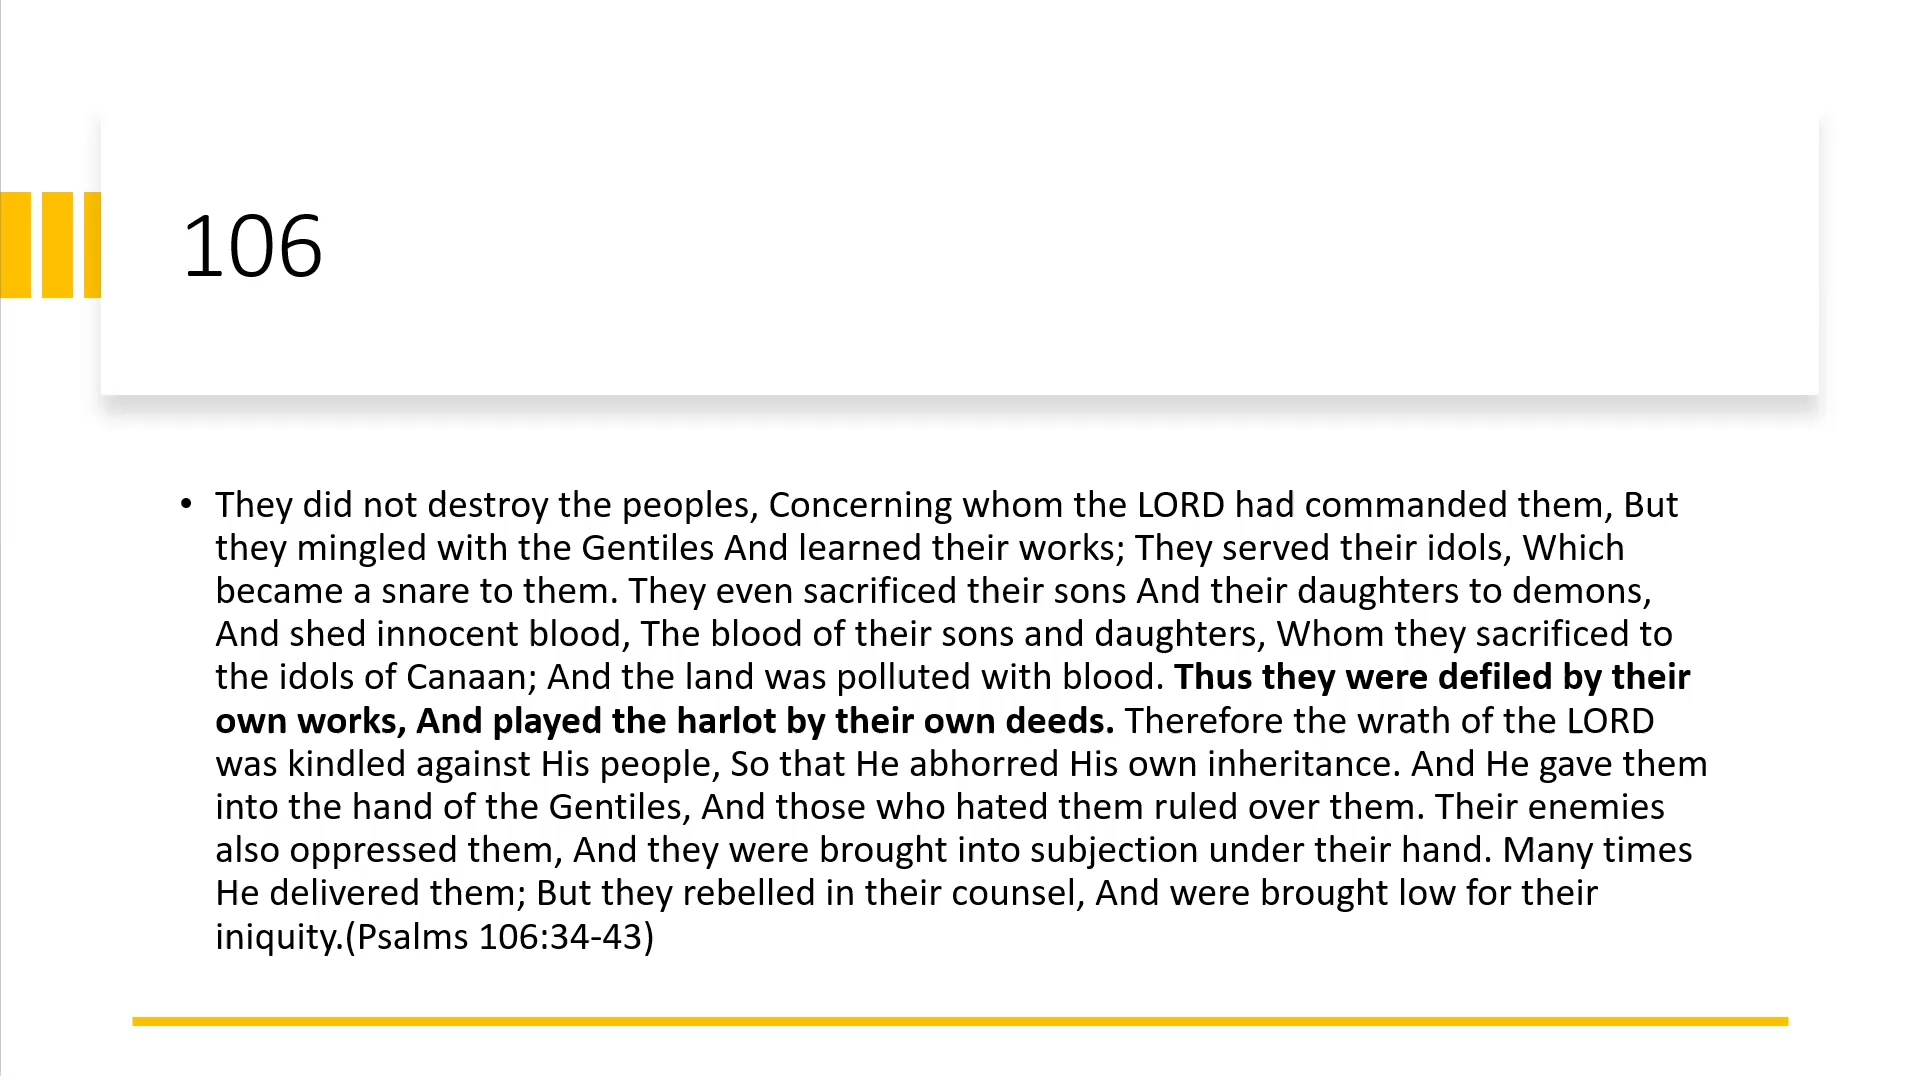 106
• They did not destroy the peoples, Concerning whom the LORD had commanded them, But
they mingled with the Gentiles And learned their works; They served their idols, Which
became a snare to them. They even sacrificed their sons And their daughters to demons,
And shed innocent blood, The blood of their sons and daughters, Whom they sacrificed to
the idols of Canaan; And the land was polluted with blood. Thus they were defiled by their
own works, And played the harlot by their own deeds. Therefore the wrath of the LORD
was kindled against His people, So that He abhorred His own inheritance. And He gave them
into the hand of the Gentiles, And those who hated them ruled over them. Their enemies
also oppressed them, And they were brought into subjection under their hand. Many times
He delivered them; But they rebelled in their counsel, And were brought low for their
iniquity.(Psalms 106:34-43)